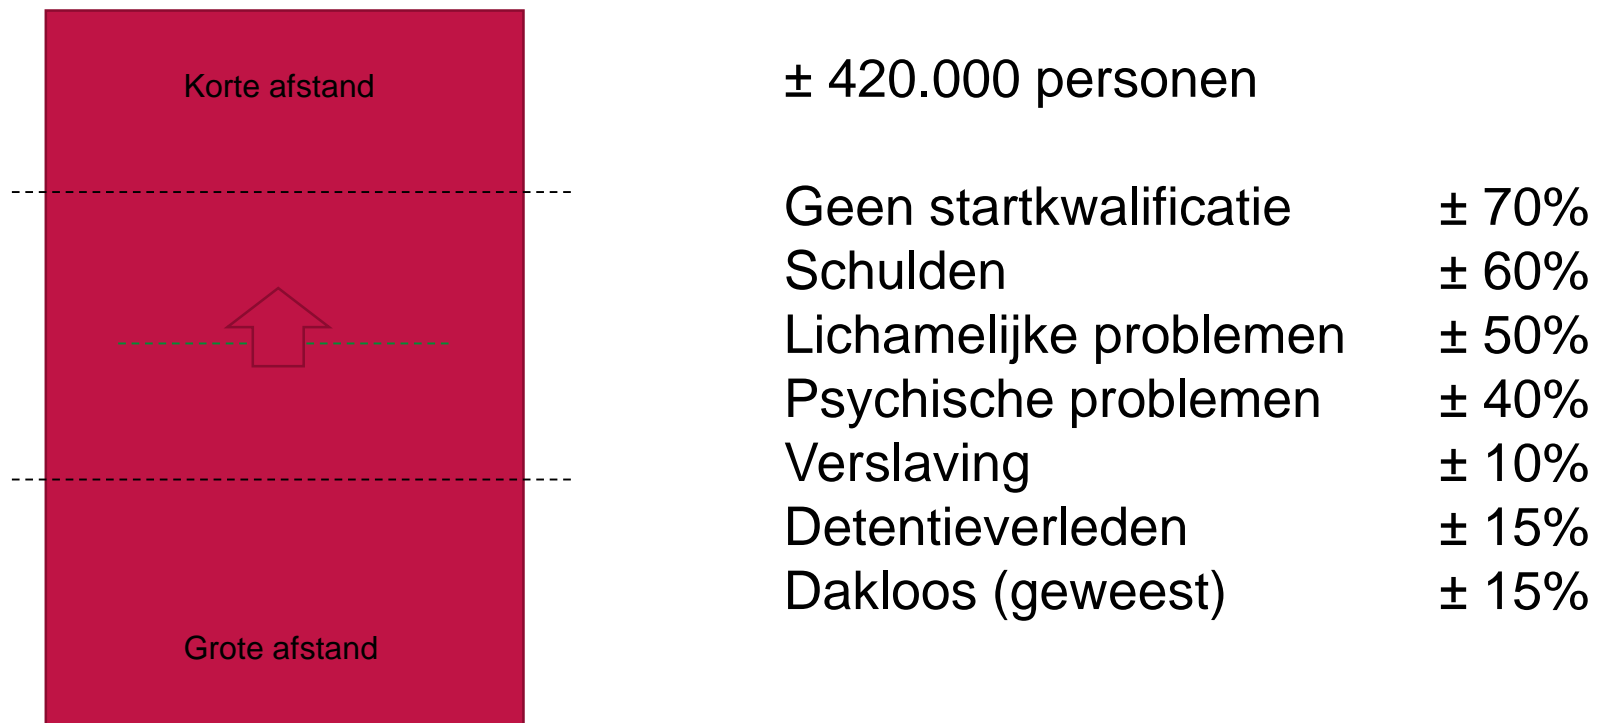 Korte afstand
Grote afstand
± 420.000 personen
Geen startkwalificatie ± 70%
Schulden ± 60%
Lichamelijke problemen ± 50%
Psychische problemen ± 40%
Verslaving ± 10%
Detentieverleden ± 15%
Dakloos (geweest) ± 15%